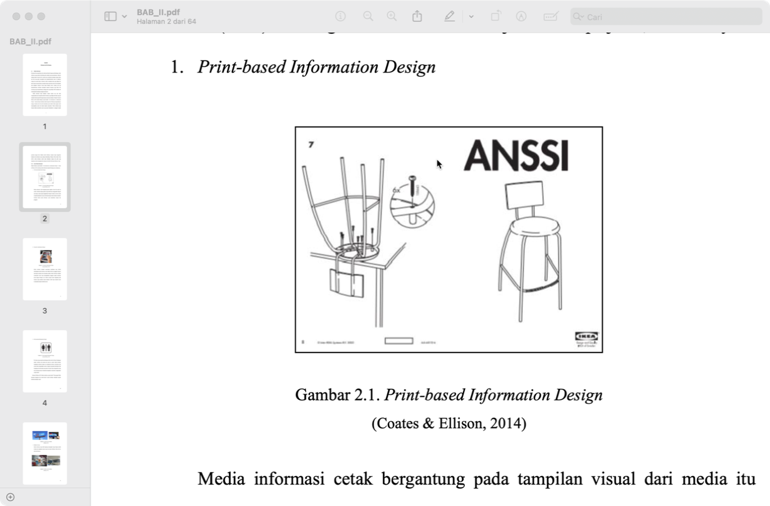 BAB_II.pdf
Halaman 2 dari 64
Cari
BAB_II.pdf
1
2
3
4
1. Print-based Information Design
7
ANSSI
6x
IKEA
Gambar 2.1. Print-based Information Design
(Coates & Ellison, 2014)
Media informasi cetak bergantung pada tampilan visual dari media itu